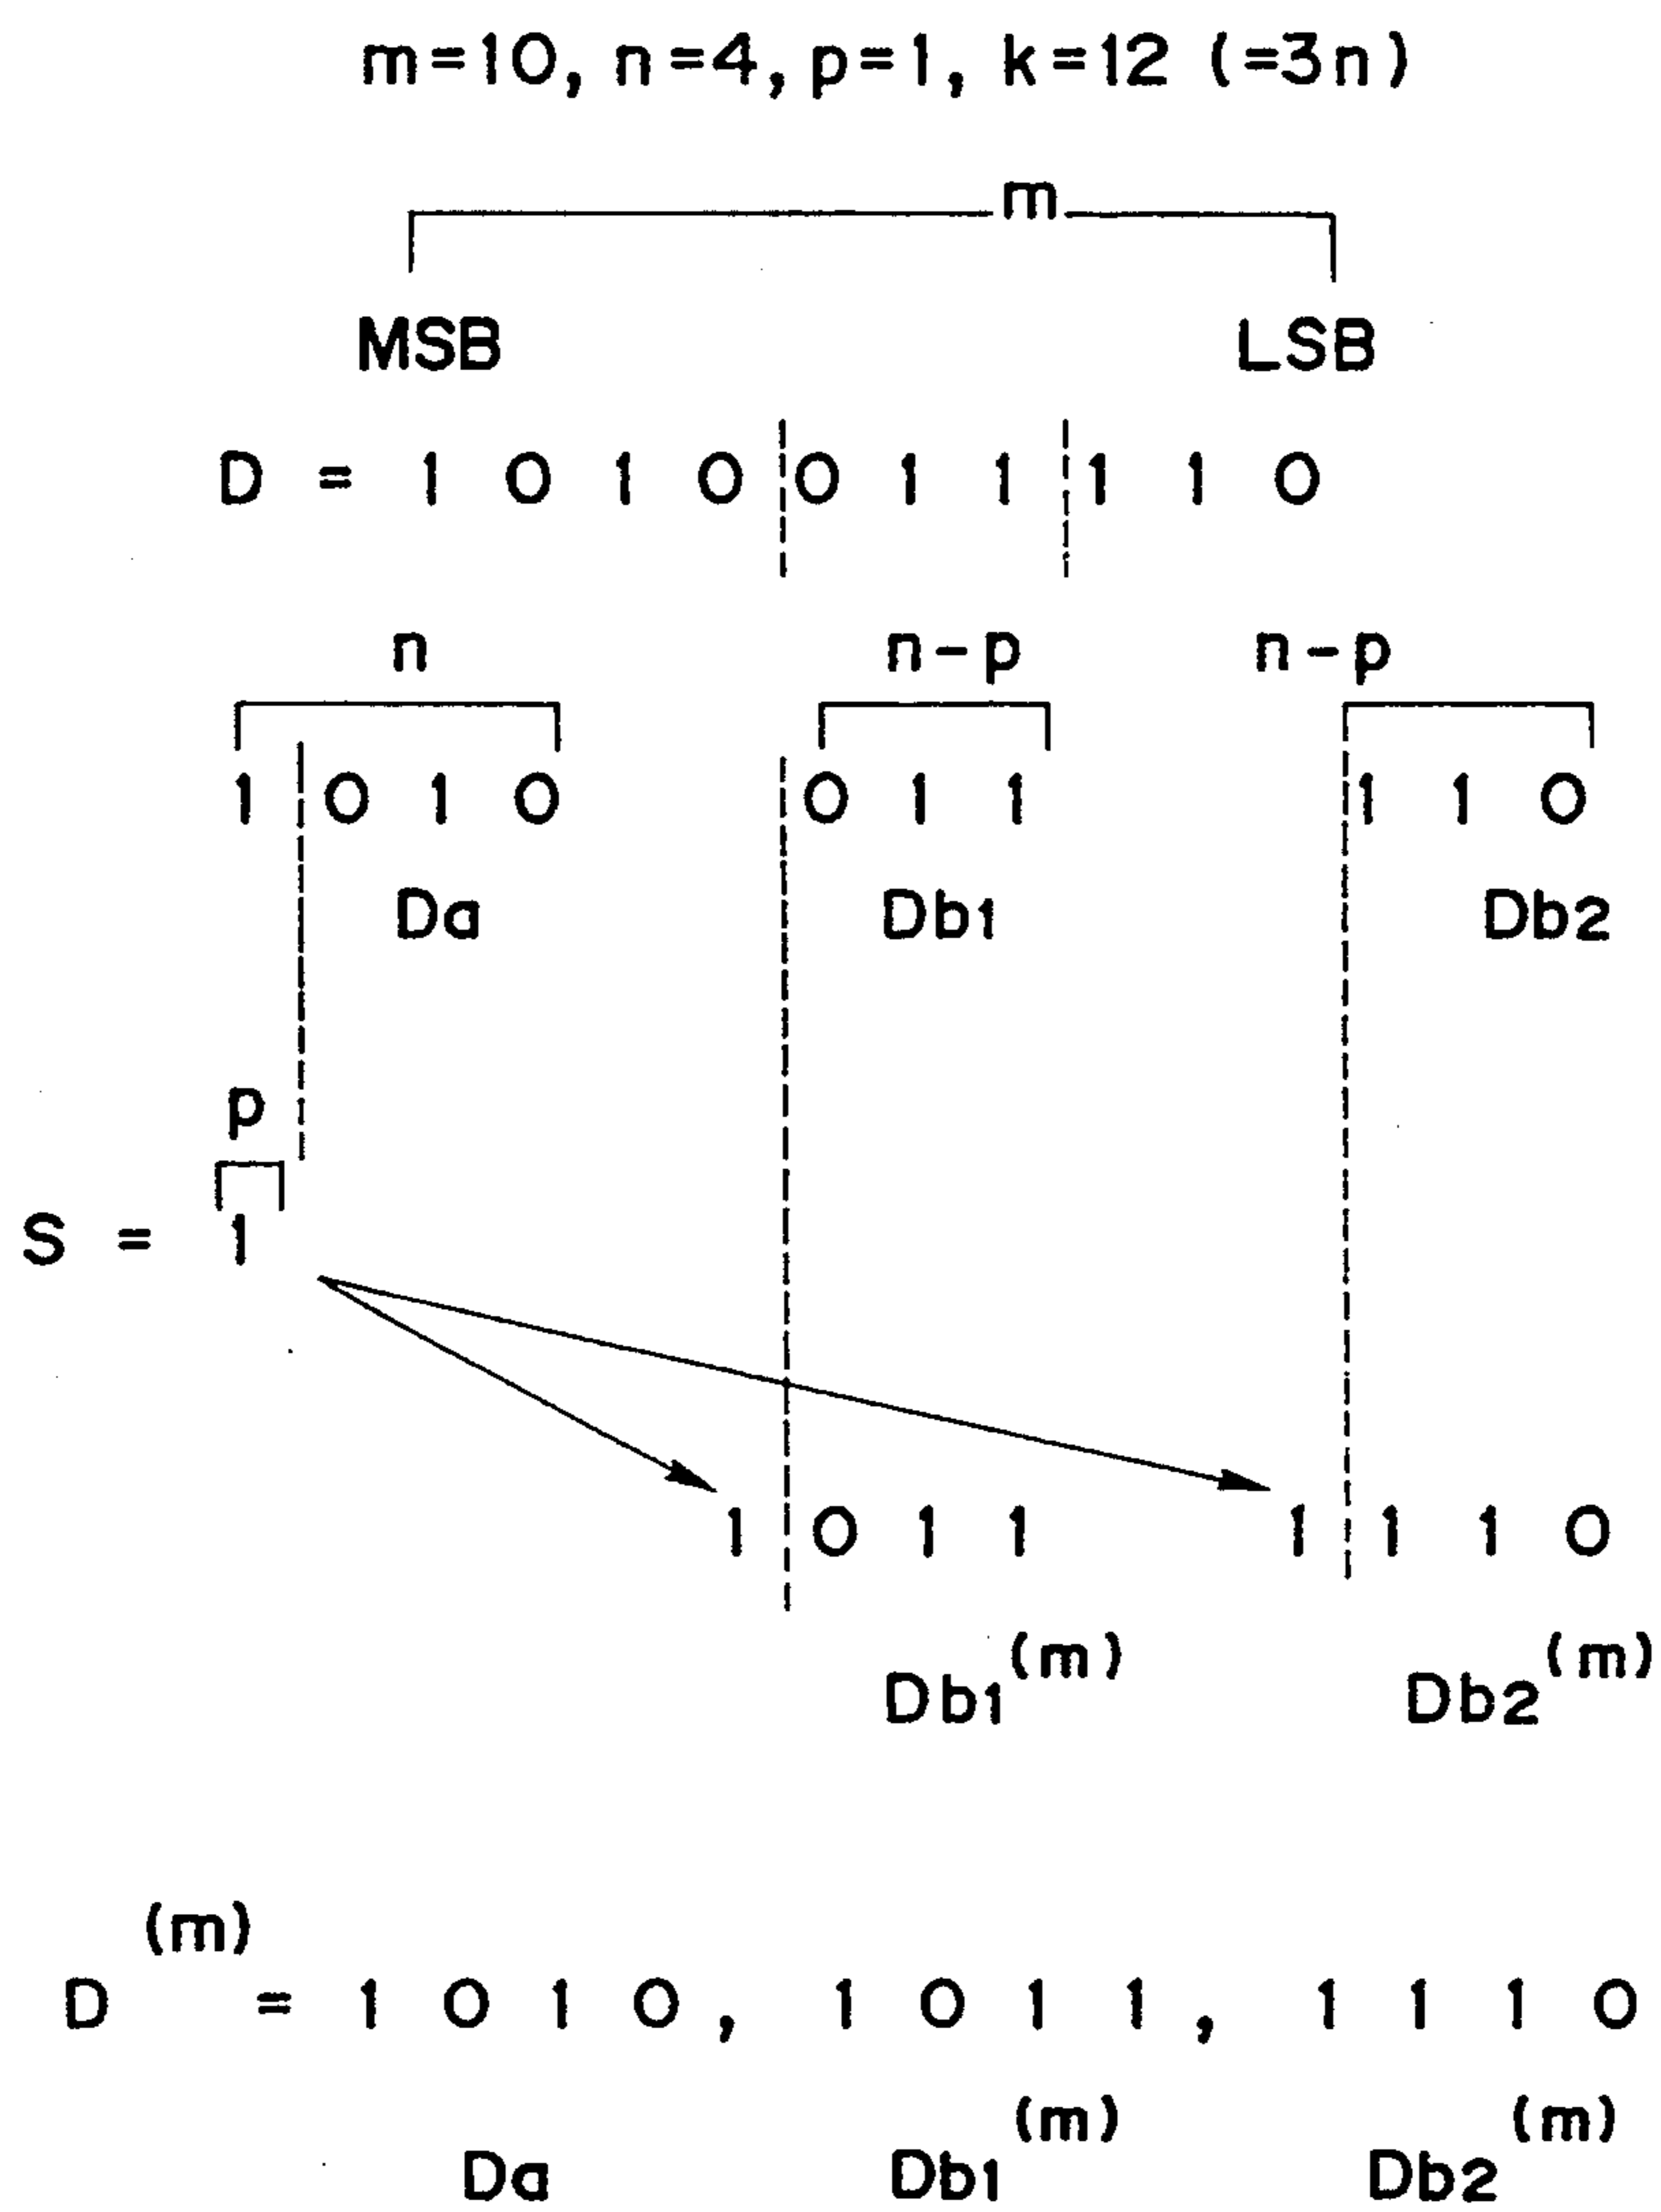 m=10, n=4, p=1, k=12 (=3n)
m
MSB LSB
D = 1 0 1 0 0 1 1 1 1 0
n n-p n-p
1 0 1 0 0 1 1 1 1 0
Da Db1 Db2
p
S = 1
1 0 1 1 1 1 1 0
Db1(m) Db2(m)
D(m) = 1 0 1 0, 1 0 1 1, 1 1 1 0
Da Db1(m) Db2(m)